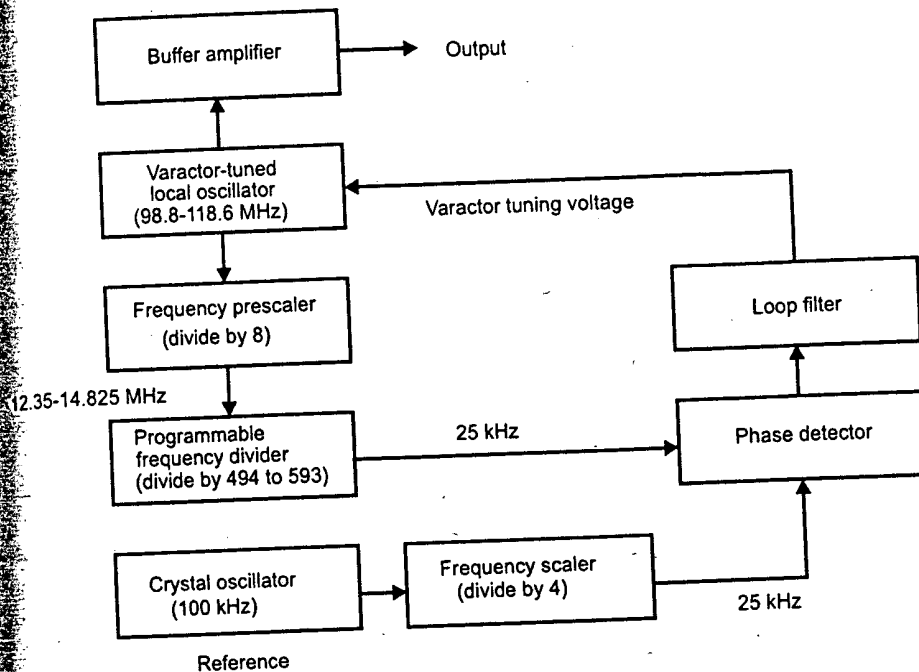 Buffer amplifier
Output
Varactor-tuned
local oscillator
(98.8-118.6 MHz)
Varactor tuning voltage
Frequency prescaler
(divide by 8)
Loop filter
12.35-14.825 MHz
Programmable
frequency divider
(divide by 494 to 593)
25 kHz
Phase detector
Crystal oscillator
(100 kHz)
Frequency scaler
(divide by 4)
25 kHz
Reference